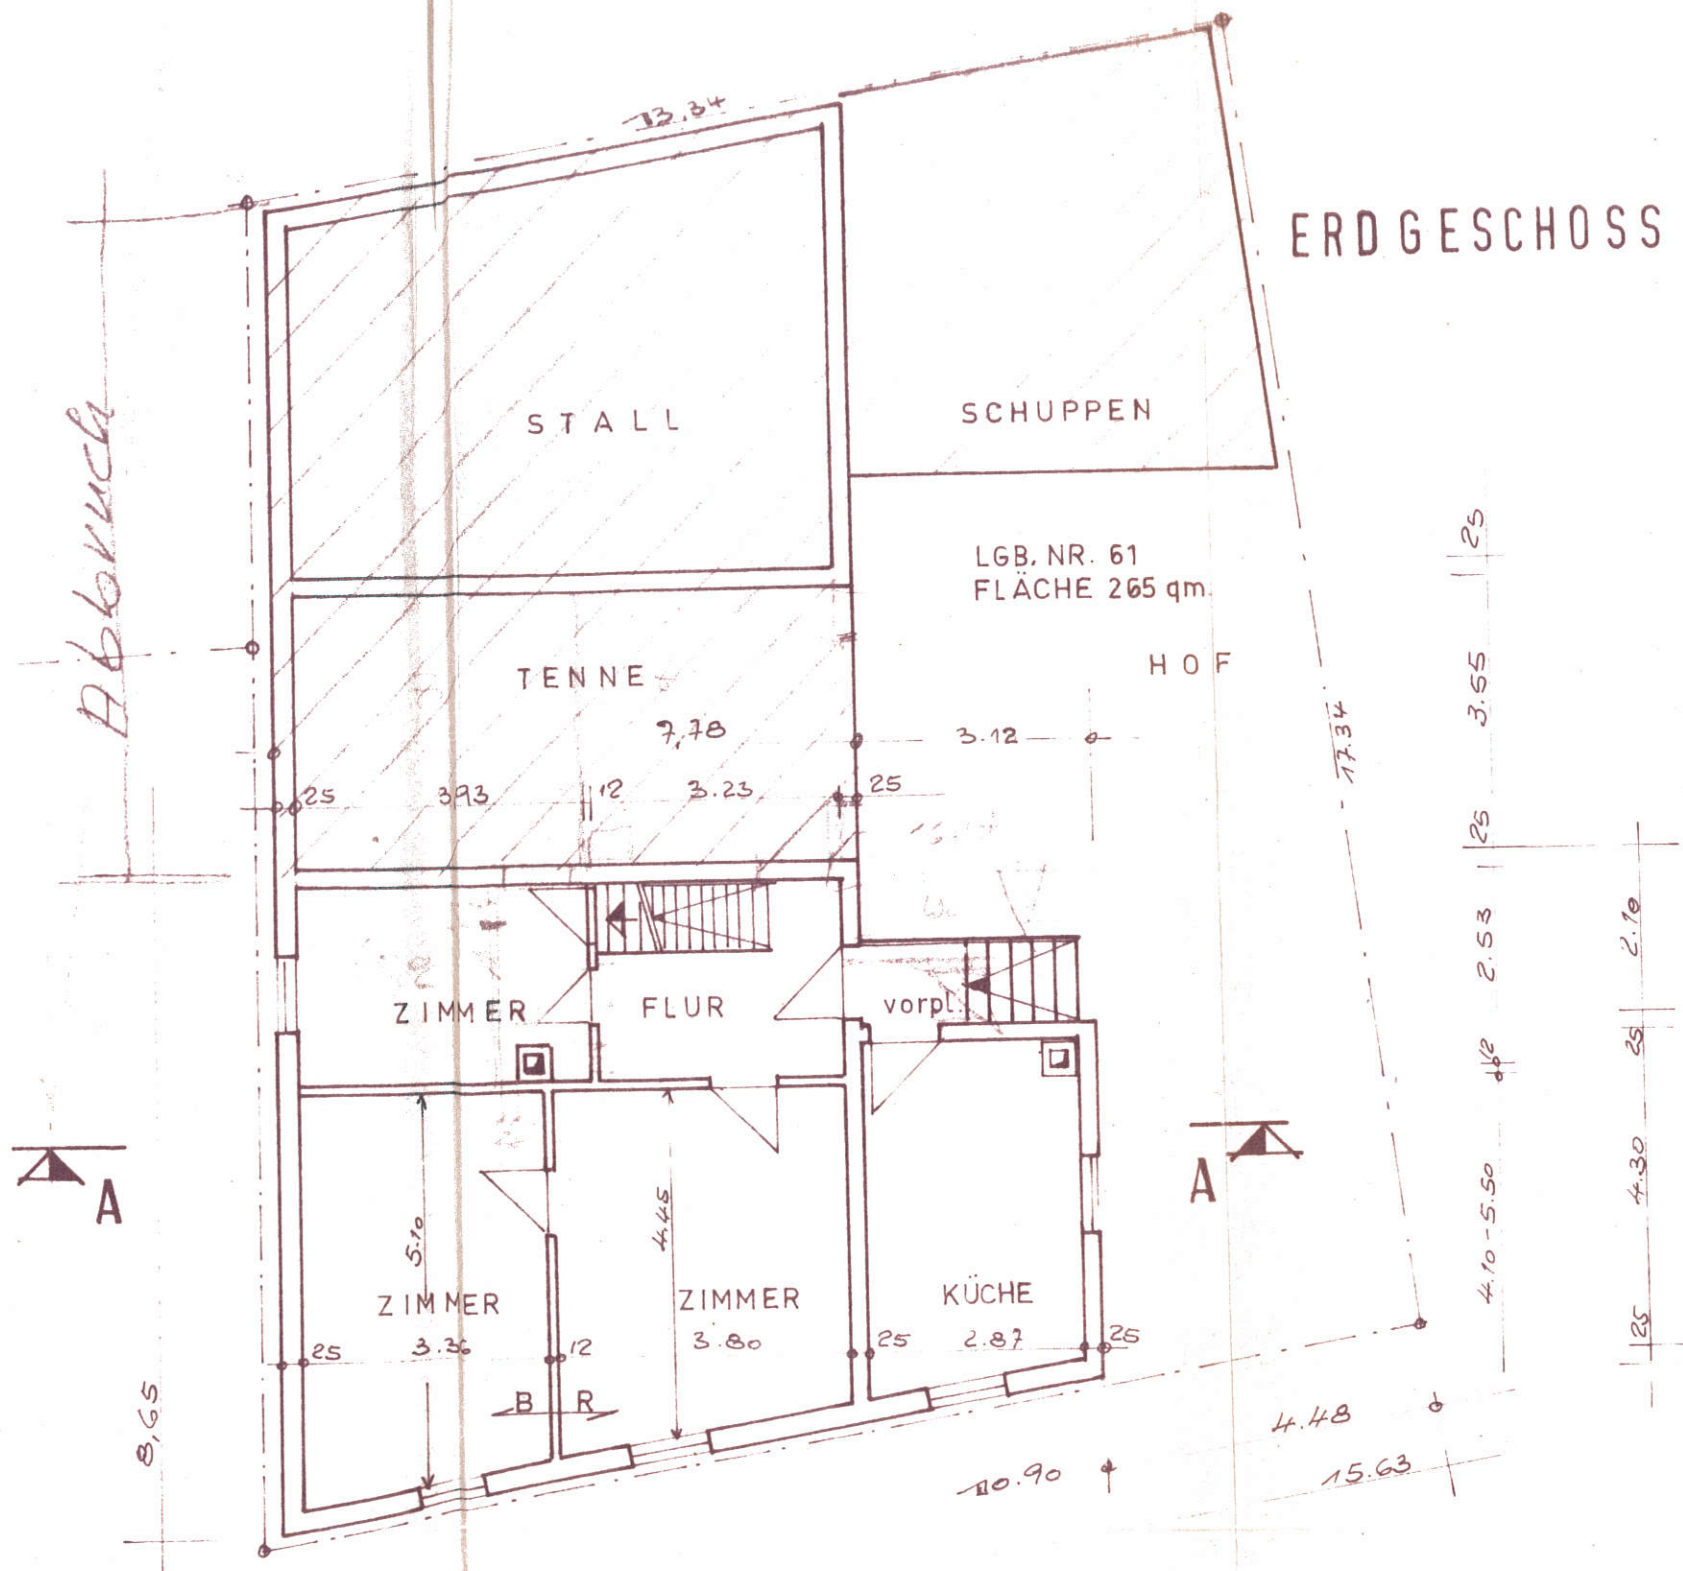 13.34
ERDGESCHOSS
Abbruch
STALL
SCHUPPEN
LGB. NR. 61
FLÄCHE 265 qm.
HOF
TENNE
7,78
3.12
17.34
25
3.93
12
3.23
25
25
3.55
25
2.53
12
4.10-5.50
2.10
25
4.30
25
ZIMMER
FLUR
vorpl.
A
A
5.10
4.45
ZIMMER
3.36
ZIMMER
3.80
KÜCHE
2.87
25
12
25
25
B R
8,65
10.90
4.48
15.63